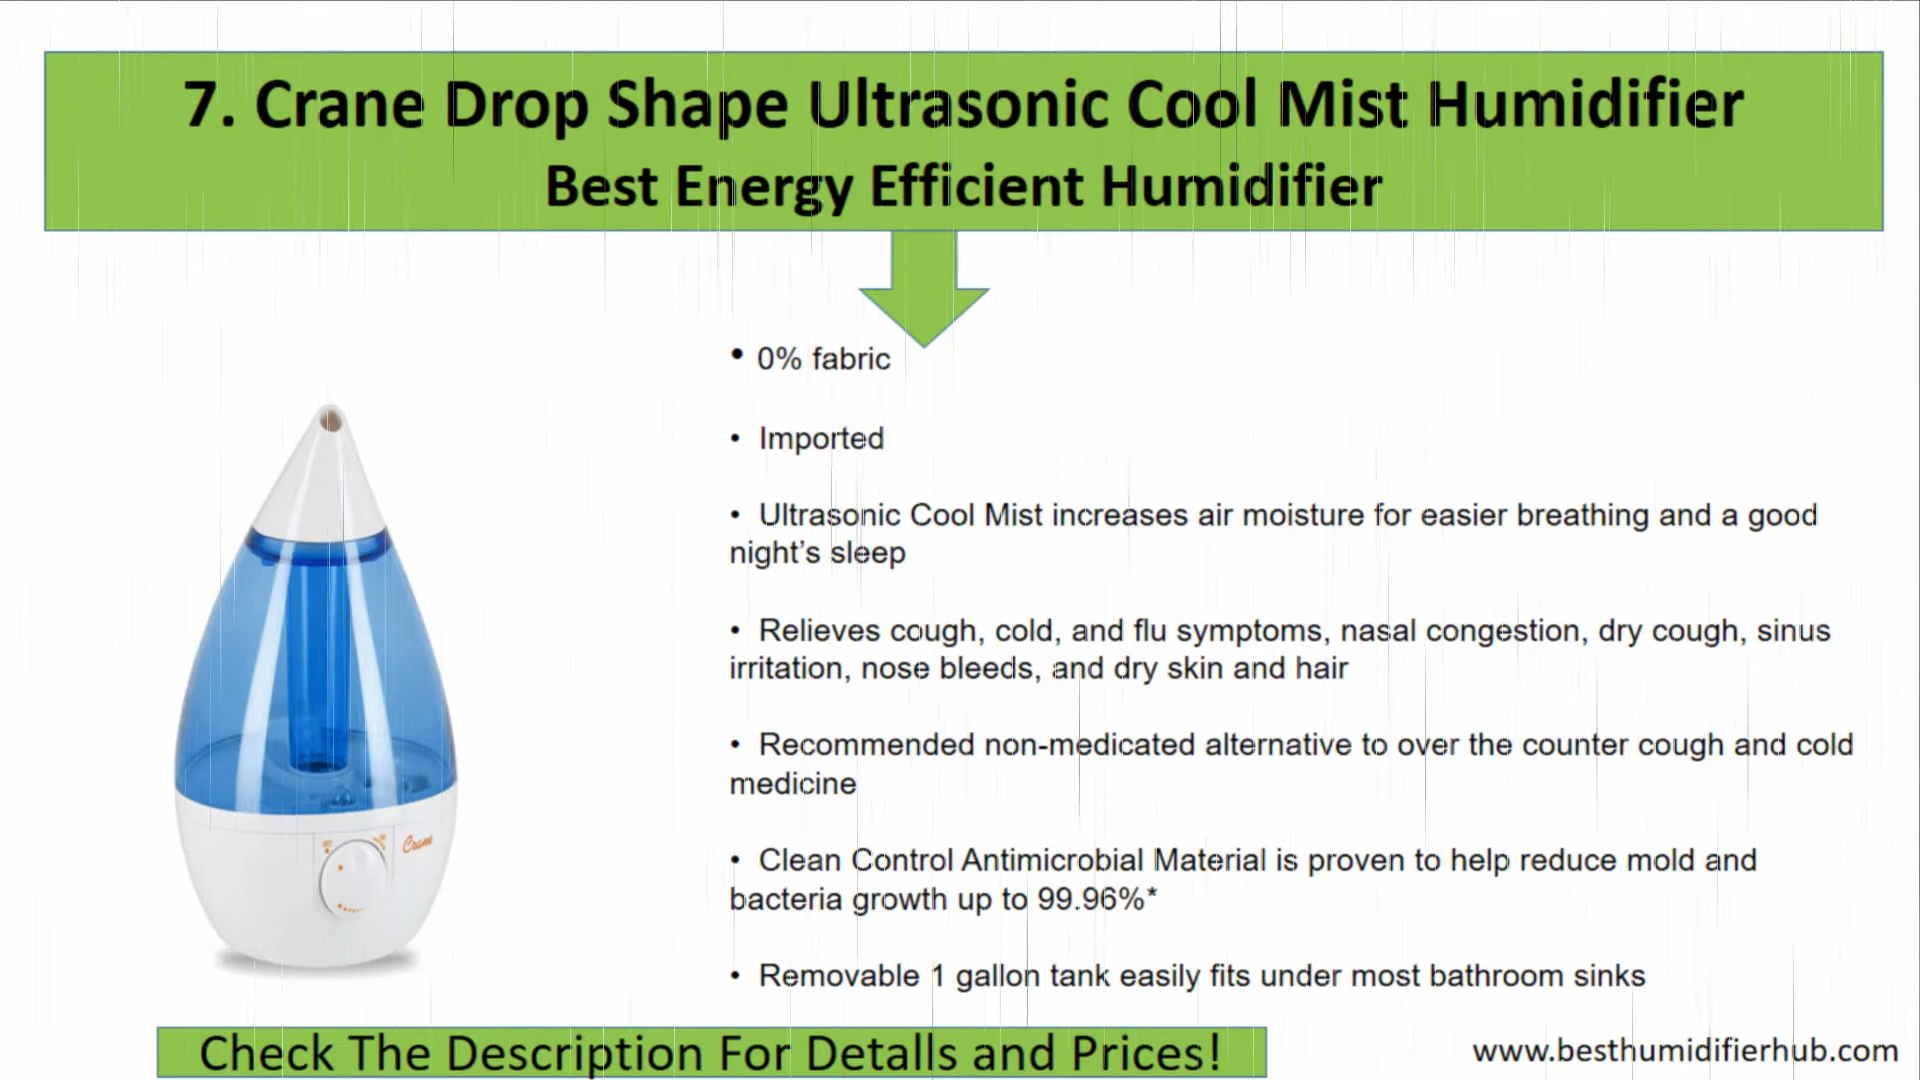 7. Crane Drop Shape Ultrasonic Cool Mist Humidifier
Best Energy Efficient Humidifier
• 0% fabric
• Imported
• Ultrasonic Cool Mist increases air moisture for easier breathing and a good
night’s sleep
• Relieves cough, cold, and flu symptoms, nasal congestion, dry cough, sinus
irritation, nose bleeds, and dry skin and hair
• Recommended non-medicated alternative to over the counter cough and cold
medicine
• Clean Control Antimicrobial Material is proven to help reduce mold and
bacteria growth up to 99.96%*
• Removable 1 gallon tank easily fits under most bathroom sinks
Crane
Check The Description For Detalls and Prices!
www.besthumidifierhub.com